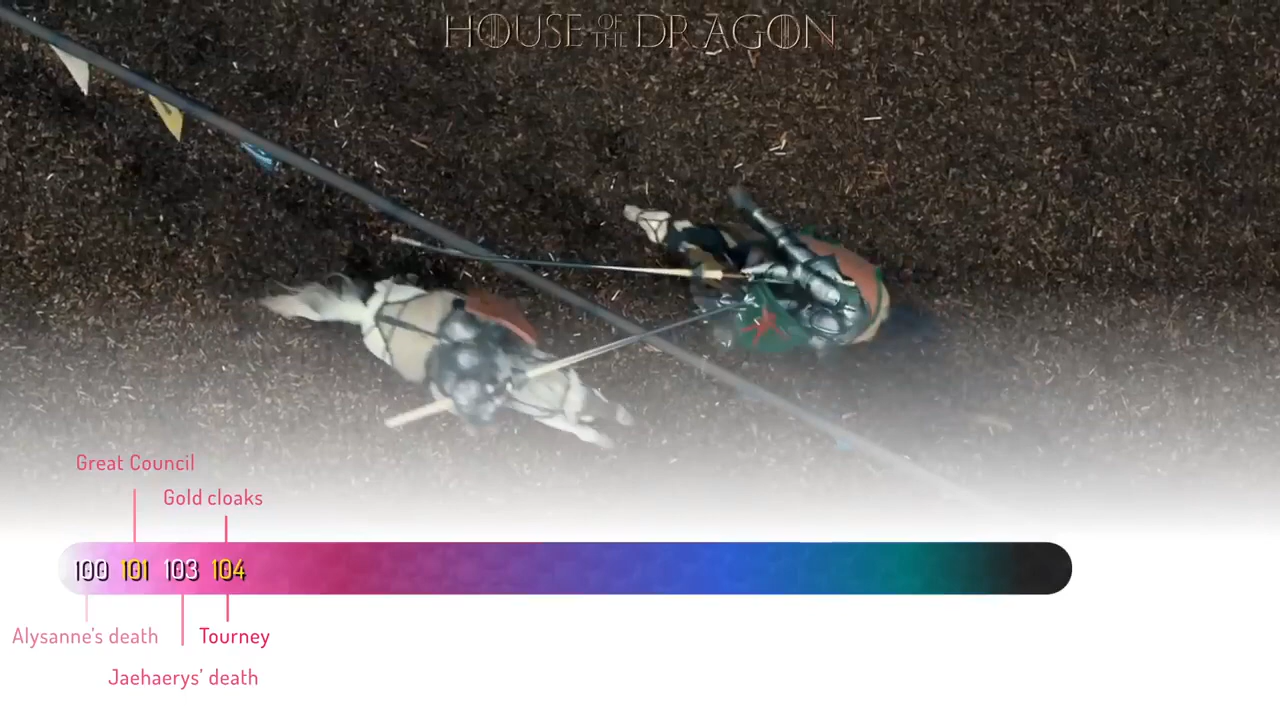 HOUSE OF THE DRAGON
Great Council
Gold cloaks
100 101 103 104
Alysanne's death
Tourney
Jaehaerys’ death